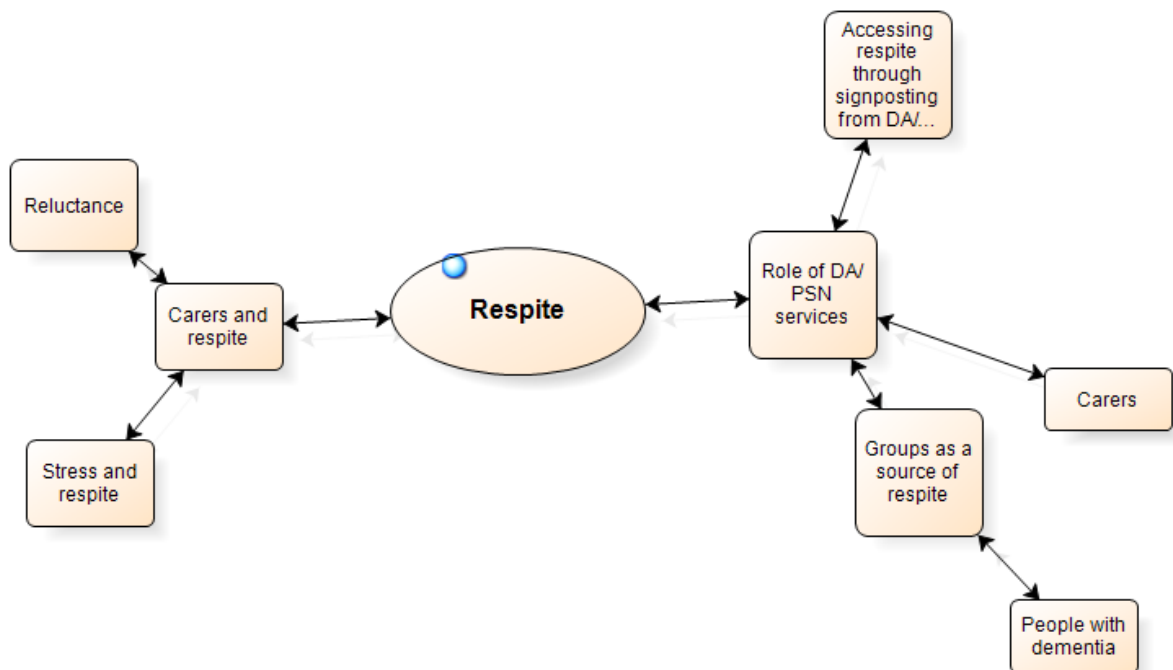 Accessing
respite
through
signposting
from DA/...
Reluctance
Carers and
respite
Respite
Role of DA/
PSN
services
Carers
Stress and
respite
Groups as a
source of
respite
People with
dementia